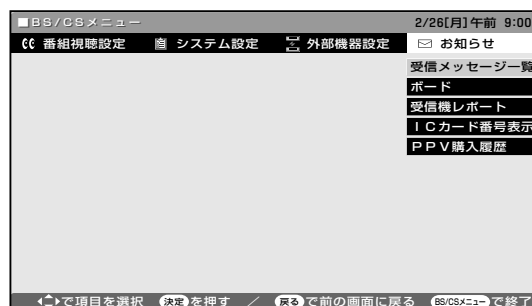 ■BS/CSメニュー 2/26[月]午前 9:00
番組視聴設定 システム設定 外部機器設定 お知らせ
受信メッセージ一覧
ボード
受信機レポート
ICカード番号表示
PPV購入履歴
で項目を選択 決定を押す / 戻るで前の画面に戻る BS/CSメニューで終了